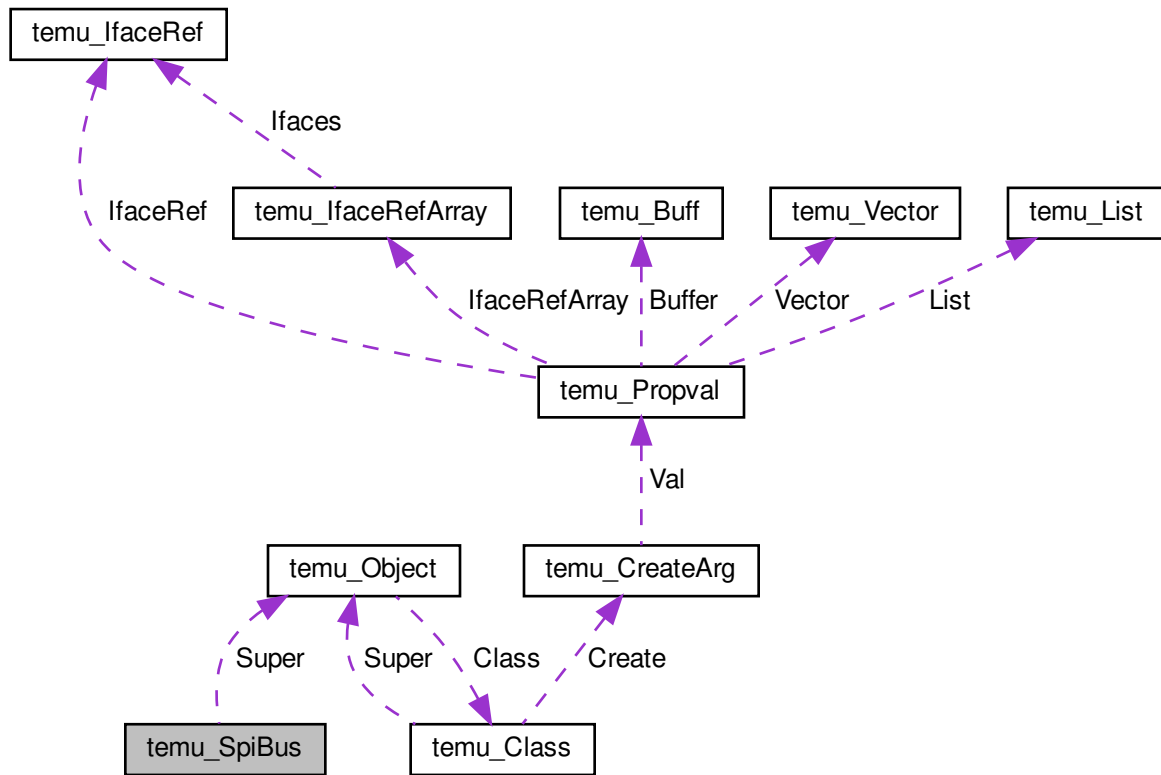 temu_IfaceRef
Ifaces
IfaceRef
temu_IfaceRefArray
temu_Buff
temu_Vector
temu_List
IfaceRefArray
Buffer
Vector
List
temu_Propval
Val
temu_Object
temu_CreateArg
Super
Super
Class
Create
temu_SpiBus
temu_Class